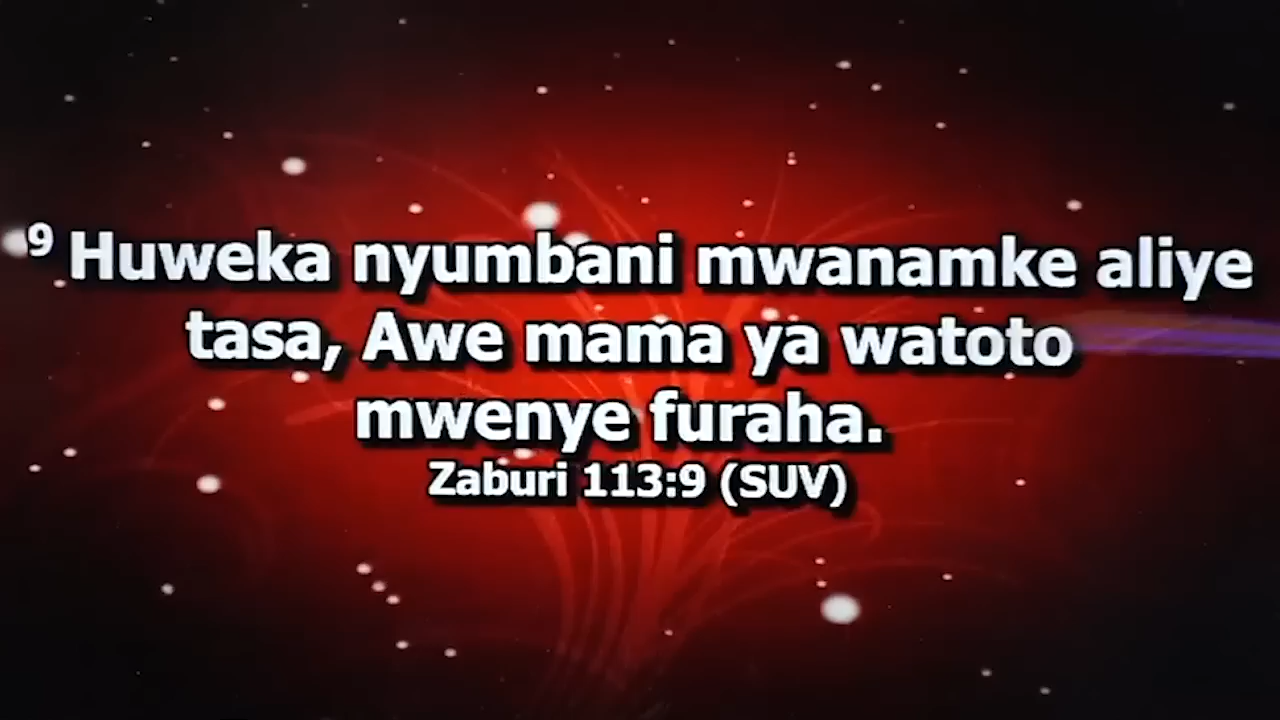 9 Huweka nyumbani mwanamke aliye
tasa, Awe mama ya watoto
mwenye furaha.
Zaburi 113:9 (SUV)